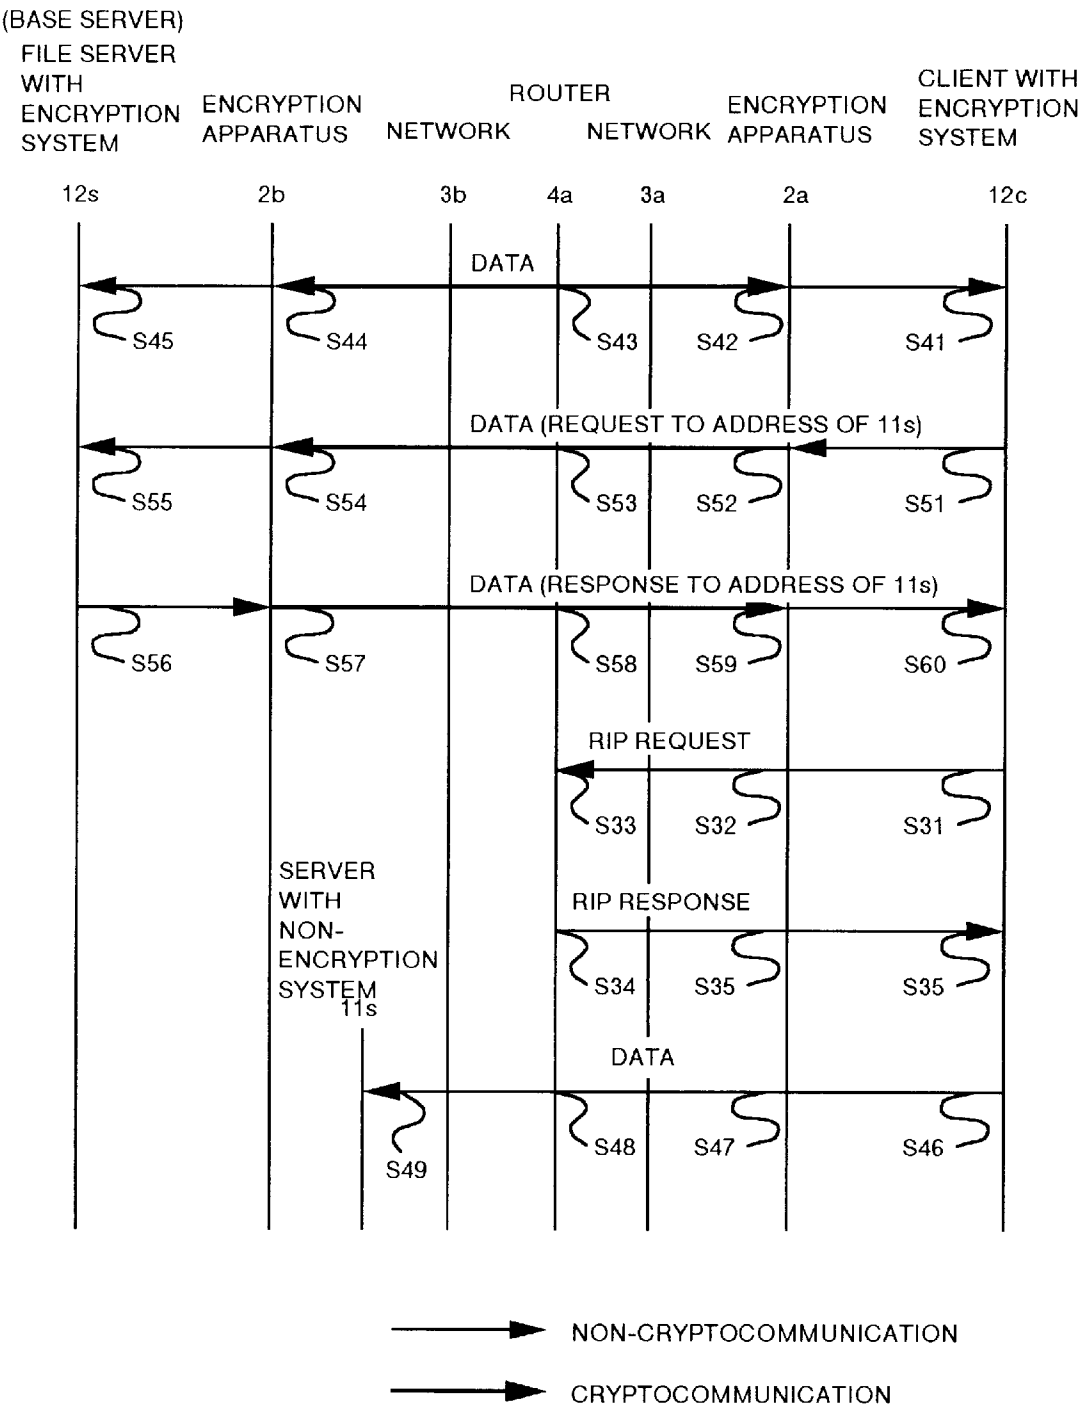 (BASE SERVER)
FILE SERVER
WITH
ENCRYPTION
SYSTEM
ENCRYPTION
APPARATUS
NETWORK
ROUTER
NETWORK
ENCRYPTION
APPARATUS
CLIENT WITH
ENCRYPTION
SYSTEM
12s 2b 3b 4a 3a 2a 12c
DATA
S45 S44 S43 S42 S41
DATA (REQUEST TO ADDRESS OF 11s)
S55 S54 S53 S52 S51
DATA (RESPONSE TO ADDRESS OF 11s)
S56 S57 S58 S59 S60
RIP REQUEST
S33 S32 S31
SERVER
WITH
NON-
ENCRYPTION
SYSTEM
11s
RIP RESPONSE
S34 S35 S35
DATA
S49 S48 S47 S46
NON-CRYPTOCOMMUNICATION
CRYPTOCOMMUNICATION